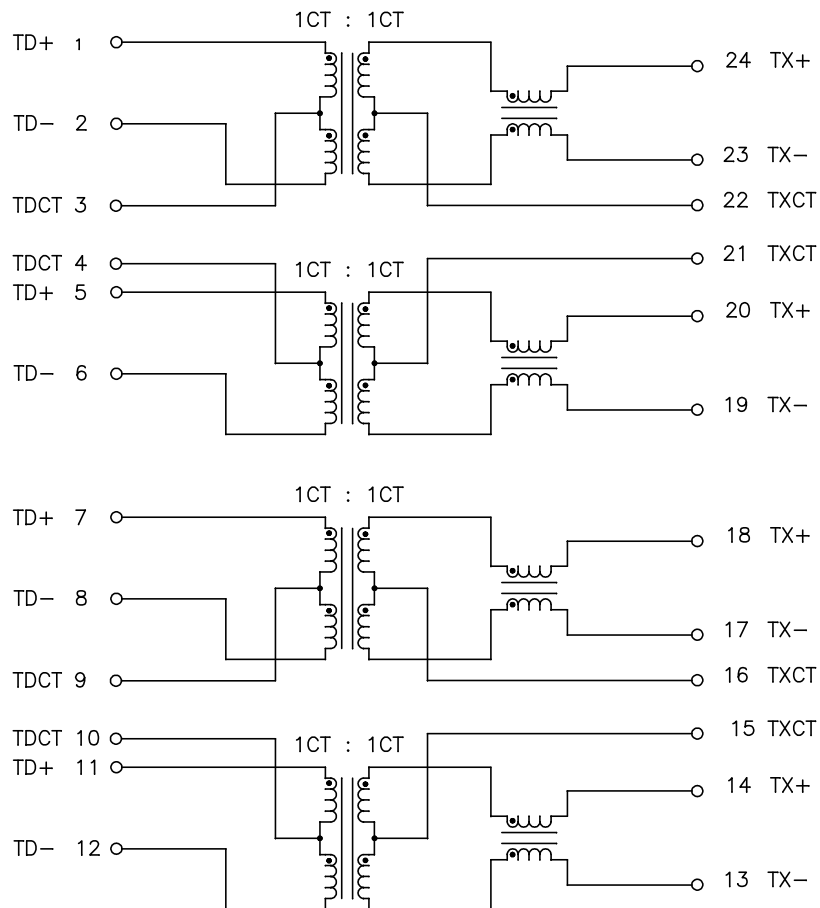 1CT : 1CT
TD+ 1
24 TX+
TD− 2
23 TX−
TDCT 3
22 TXCT
21 TXCT
TDCT 4
1CT : 1CT
TD+ 5
20 TX+
TD− 6
19 TX−
1CT : 1CT
TD+ 7
18 TX+
TD− 8
17 TX−
TDCT 9
16 TXCT
15 TXCT
TDCT 10
1CT : 1CT
TD+ 11
14 TX+
TD− 12
13 TX−